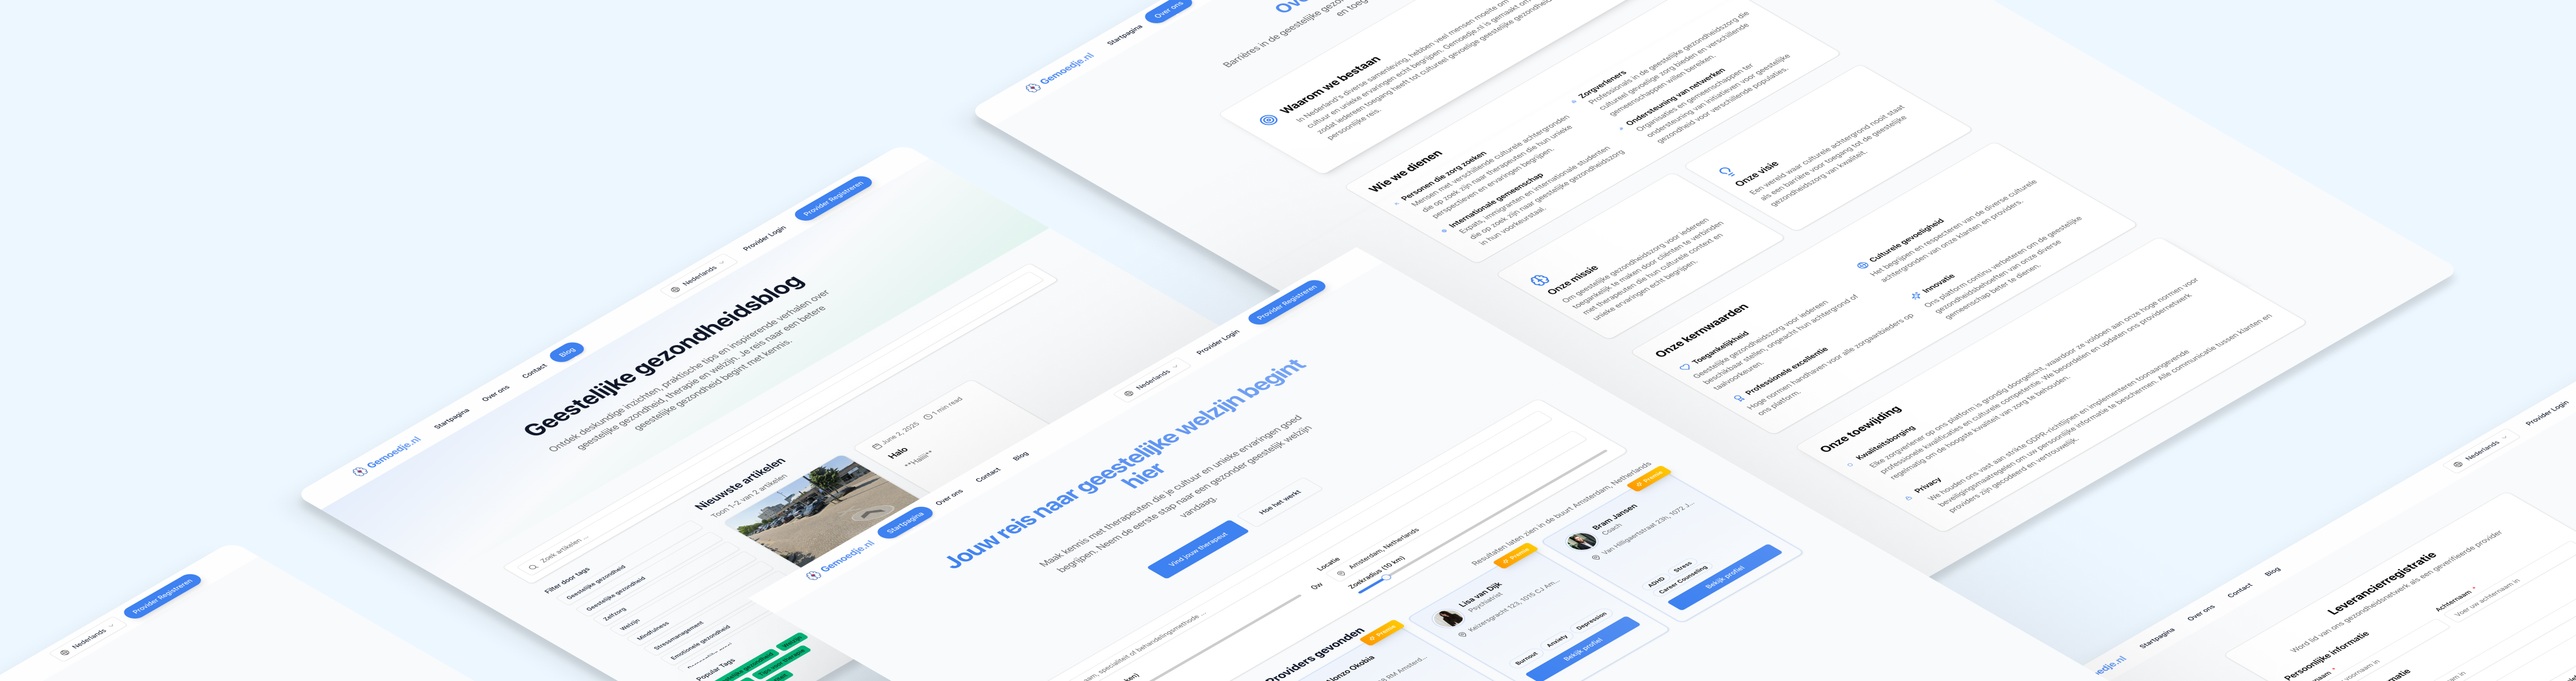 Nederlands
Provider Registreren
Gemoedje.nl
Startpagina
Over ons
Contact
Blog
Nederlands
Provider Login
Provider Registreren
Geestelijke gezondheidsblog
Ontdek deskundige inzichten, praktische tips en inspirerende verhalen over
geestelijke gezondheid, therapie en welzijn. Je reis naar een betere
geestelijke gezondheid begint met kennis.
Zoek artikelen ...
Filter door tags
Geestelijke gezondheid
Geestelijke gezondheid
Zelfzorg
Welzijn
Mindfulness
Stressmanagement
Emotionele gezondheid
Popular Tags
Nieuwste artikelen
Toon 1-2 van 2 artikelen
June 2, 2025
1 min read
Halo
Gemoedje.nl
Startpagina
Over ons
Contact
Blog
Nederlands
Provider Login
Provider Registreren
Jouw reis naar geestelijke welzijn begint
hier
Maak kennis met therapeuten die je cultuur en unieke ervaringen goed
begrijpen. Neem de eerste stap naar een gezonder geestelijk welzijn
vandaag.
Vind jouw therapeut
Hoe het werkt
specialiteit of behandelingsmethode ...
Locatie
Amsterdam, Netherlands
Zoekradius (10 km)
Providers gevonden
Resultaten laten zien in de buurt Amsterdam, Netherlands
Lisa van Dijk
Psychiatrist
Keizersgracht 123, 1015 CJ Am...
Burnout
Anxiety
Depression
Bekijk profiel
Bram Jansen
Coach
Van Hilligaertstraat 23h, 1072 J...
ADHD
Stress
Career Counseling
Bekijk profiel
Gemoedje.nl
Startpagina
Over ons
Barrières in de geestelijke
Waarom we bestaan
In Nederland's diverse samenleving, hebben veel mensen moeite om
cultuur en unieke ervaringen echt begrijpen. Gemoedje.nl is gemaakt om
zodat iedereen toegang heeft tot cultureel gevoelige geestelijke
persoonlijke reis.
Wie we dienen
Personen die zorg zoeken
Mensen met verschillende culturele achtergronden
die op zoek zijn naar therapeuten die hun unieke
perspectieven en ervaringen begrijpen.
Internationale gemeenschap
Expats, immigranten en internationale studenten
die op zoek zijn naar geestelijke gezondheidszorg
in hun voorkeurstaal.
Zorgverleners
Professionals in de geestelijke gezondheidszorg die
cultureel gevoelige zorg bieden en verschillende
gemeenschappen willen bereiken.
Ondersteuning van netwerken
Organisaties en gemeenschappen ter
ondersteuning van initiatieven voor geestelijke
gezondheid voor verschillende populaties.
Onze missie
Om geestelijke gezondheidszorg voor iedereen
toegankelijk te maken door cliënten te verbinden
met therapeuten die hun culturele context en
unieke ervaringen echt begrijpen.
Onze visie
Een wereld waar culturele achtergrond nooit staat
als een barrière voor toegang tot de geestelijke
gezondheidszorg van kwaliteit.
Onze kernwaarden
Toegankelijkheid
Geestelijke gezondheidszorg voor iedereen
beschikbaar stellen, ongeacht hun achtergrond of
taalvoorkeuren.
Culturele gevoeligheid
Het begrijpen en respecteren van de diverse culturele
achtergronden van onze klanten en providers.
Professionele excellentie
Hoge normen handhaven voor alle zorgaanbieders op
ons platform.
Innovatie
Ons platform continu verbeteren om de geestelijke
gezondheidsbehoeften van onze diverse
gemeenschap beter te dienen.
Onze toewijding
Kwaliteitsborging
Elke zorgverlener op ons platform is grondig doorgelicht, waardoor ze voldoen aan onze hoge normen voor
professionele kwalificaties en culturele competentie. We beoordelen en updaten ons providernetwerk
regelmatig om de hoogste kwaliteit van zorg te behouden.
Privacy
We houden ons vast aan strikte GDPR-richtlijnen en implementeren toonaangevende
beveiligingsmaatregelen om uw persoonlijke informatie te beschermen. Alle communicatie tussen klanten en
providers zijn gecodeerd en vertrouwelijk.
Startpagina
Over ons
Contact
Blog
Nederlands
Provider Login
Leverancierregistratie
Word lid van ons gezondheidsnetwerk als een geverifieerde provider
Persoonlijke informatie
Achternaam *
Voer uw achternaam in